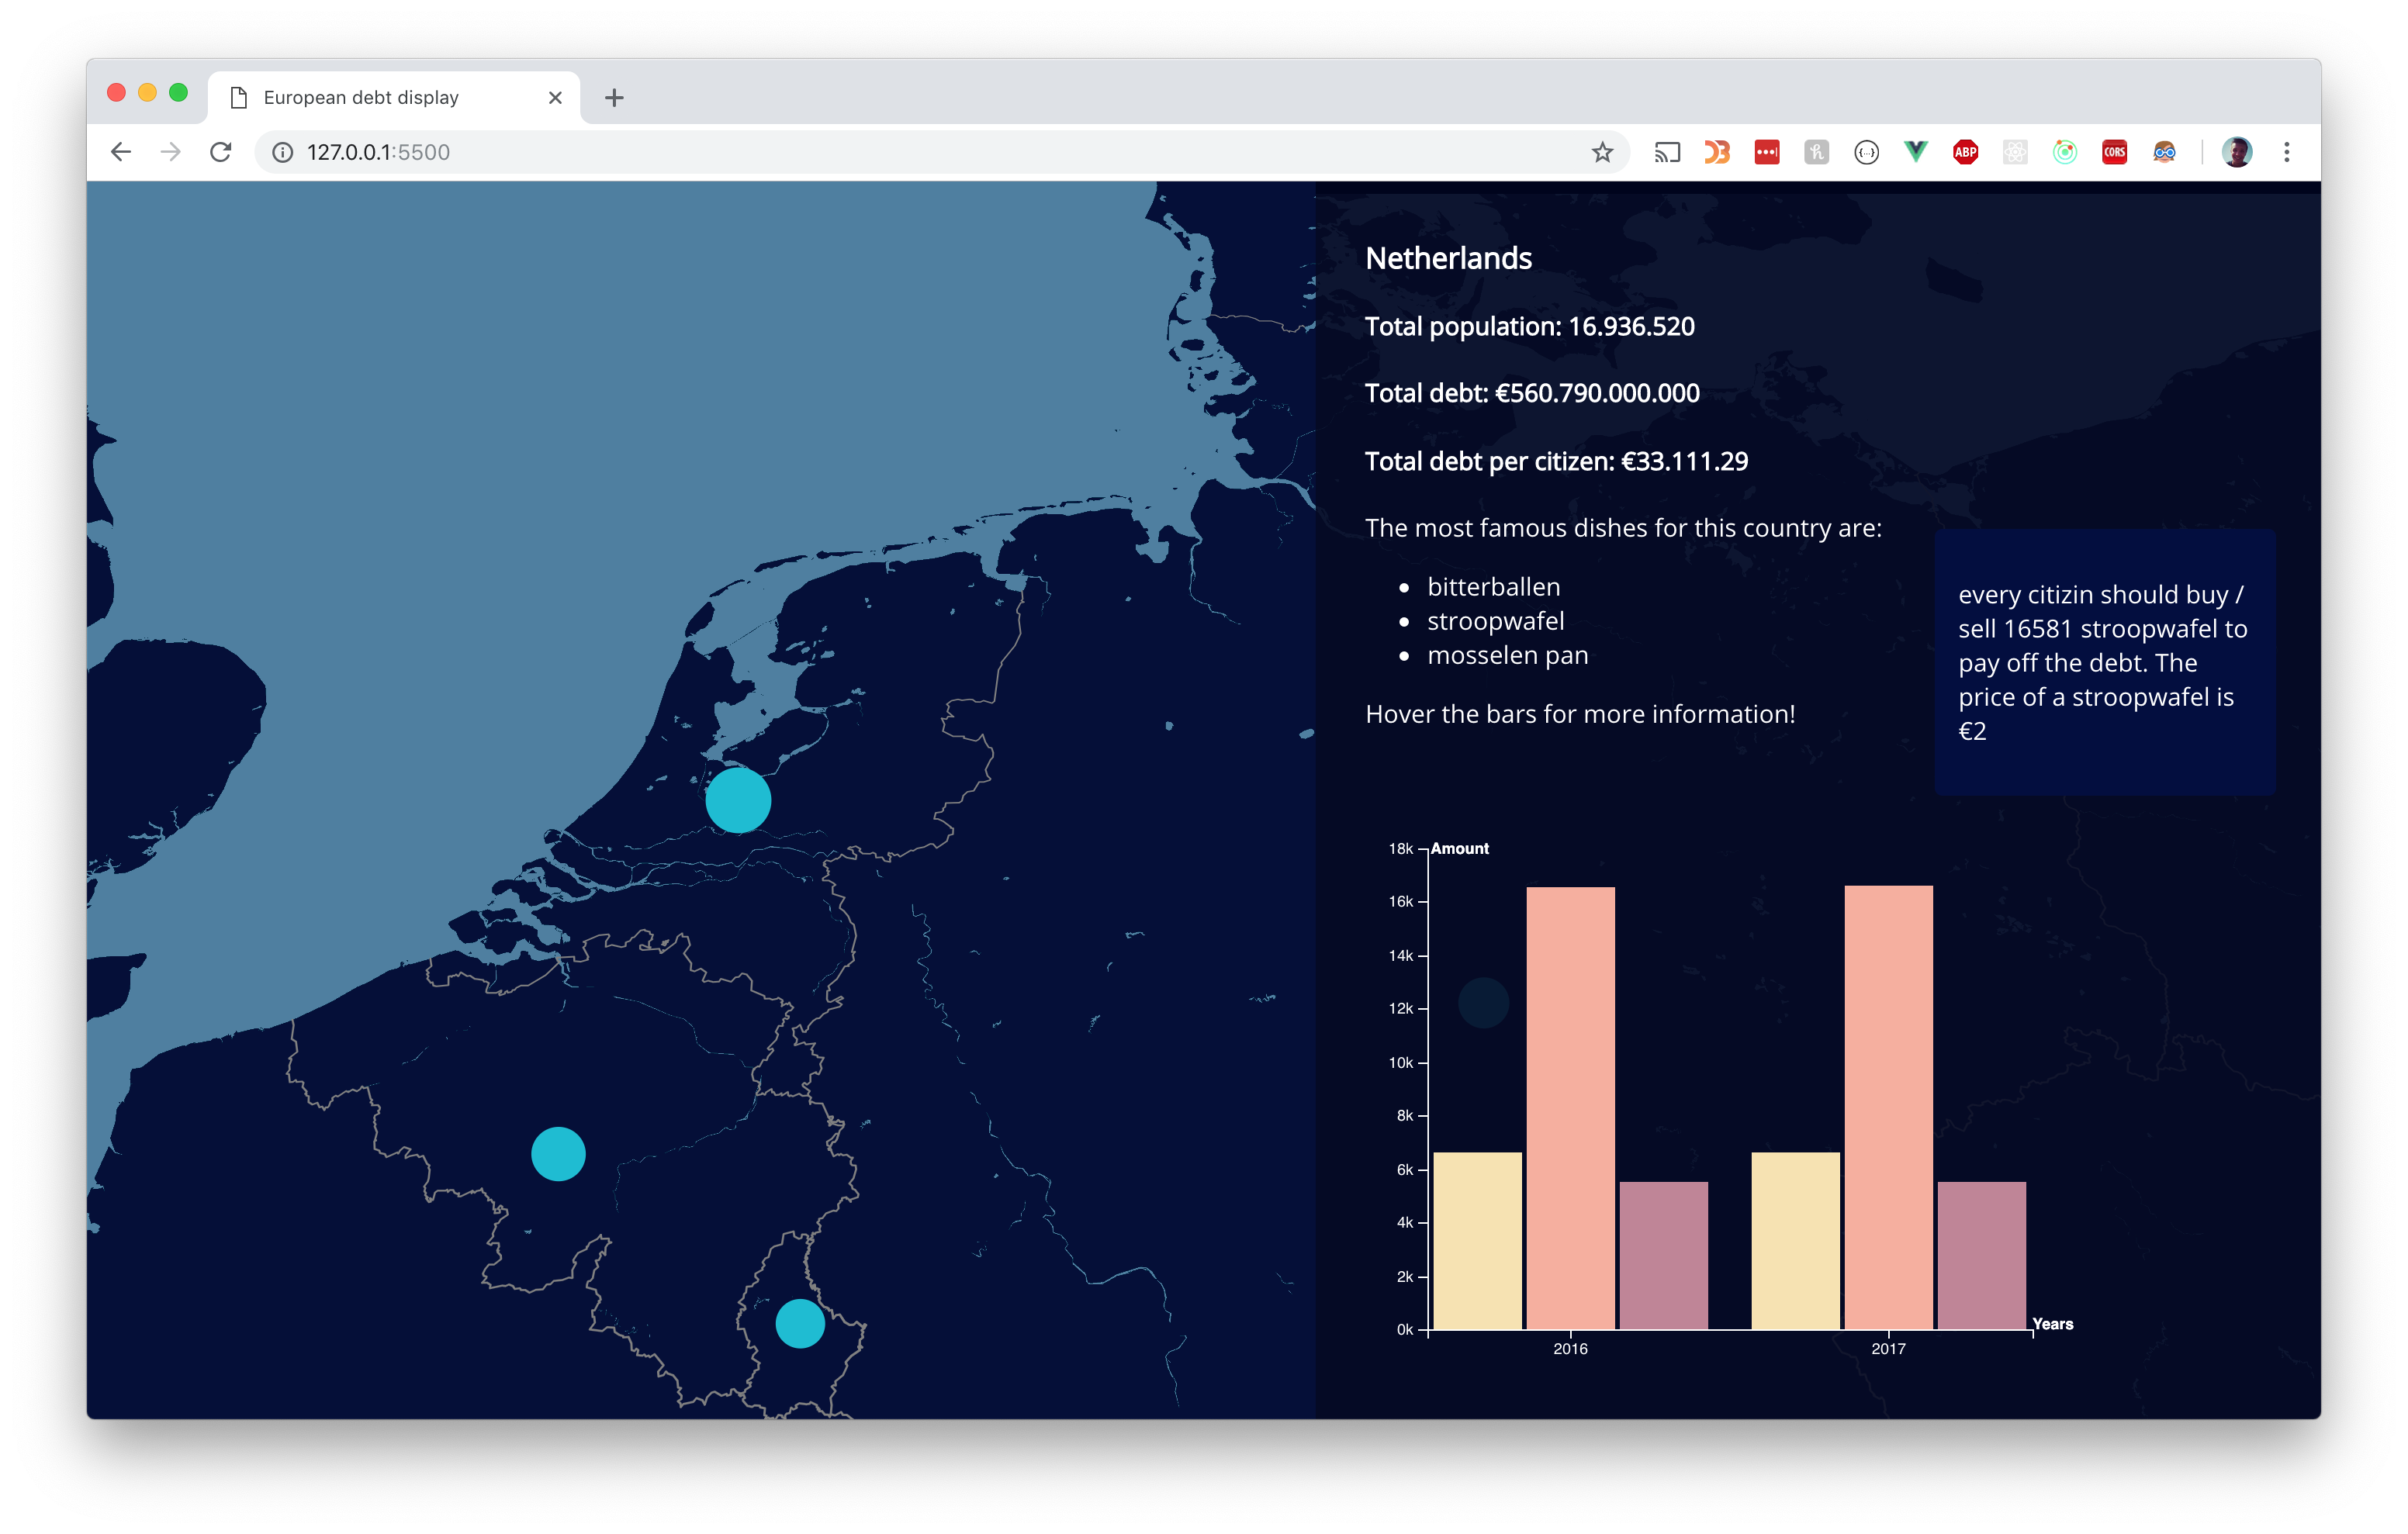 European debt display
127.0.0.1:5500
ABP
CORS
Netherlands
Total population: 16.936.520
Total debt: €560.790.000.000
Total debt per citizen: €33.111.29
The most famous dishes for this country are:
bitterballen
stroopwafel
mosselen pan
Hover the bars for more information!
every citizin should buy /
sell 16581 stroopwafel to
pay off the debt. The
price of a stroopwafel is
€2
Amount
18k
16k
14k
12k
10k
8k
6k
4k
2k
0k
2016
2017
Years